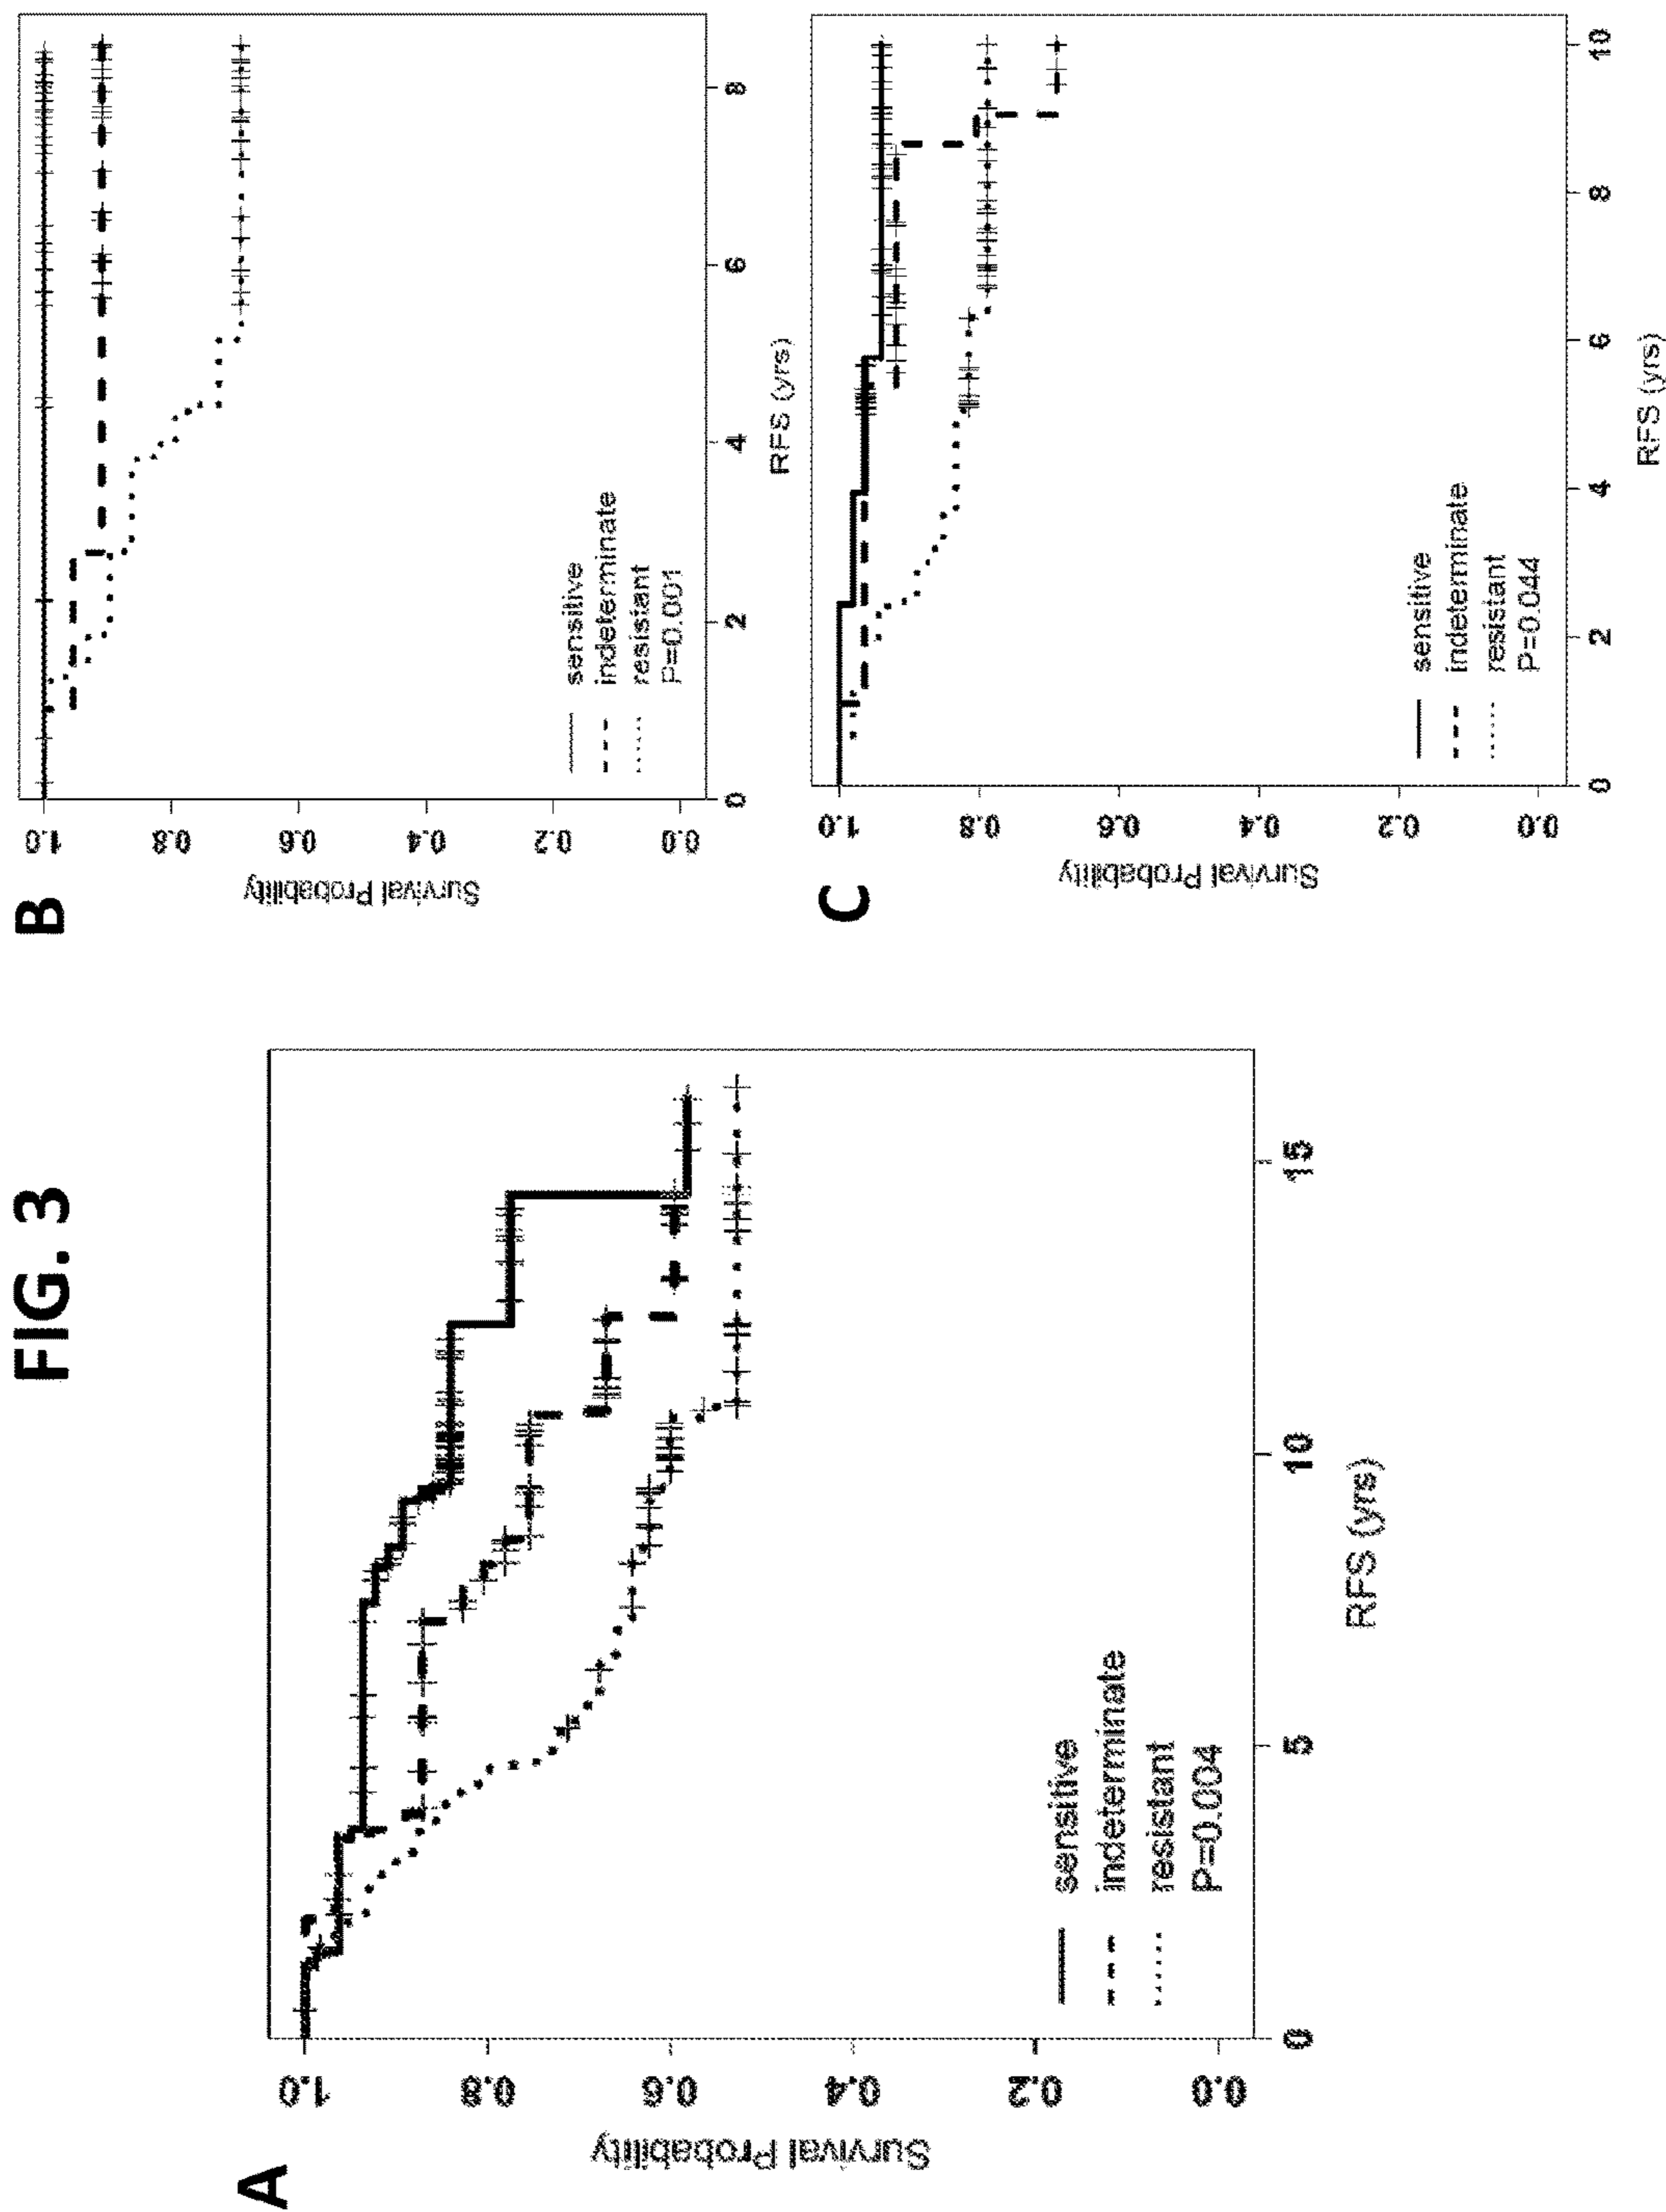 FIG. 3
A
Survival Probability
1.0
0.8
0.6
0.4
0.2
0.0
sensitive
indeterminate
resistant
P=0.004
0
5
10
15
RFS (yrs)
B
Survival Probability
1.0
0.8
0.6
0.4
0.2
0.0
sensitive
indeterminate
resistant
P=0.001
0
2
4
6
8
RFS (yrs)
C
Survival Probability
1.0
0.8
0.6
0.4
0.2
0.0
sensitive
indeterminate
resistant
P=0.044
0
2
4
6
8
10
RFS (yrs)